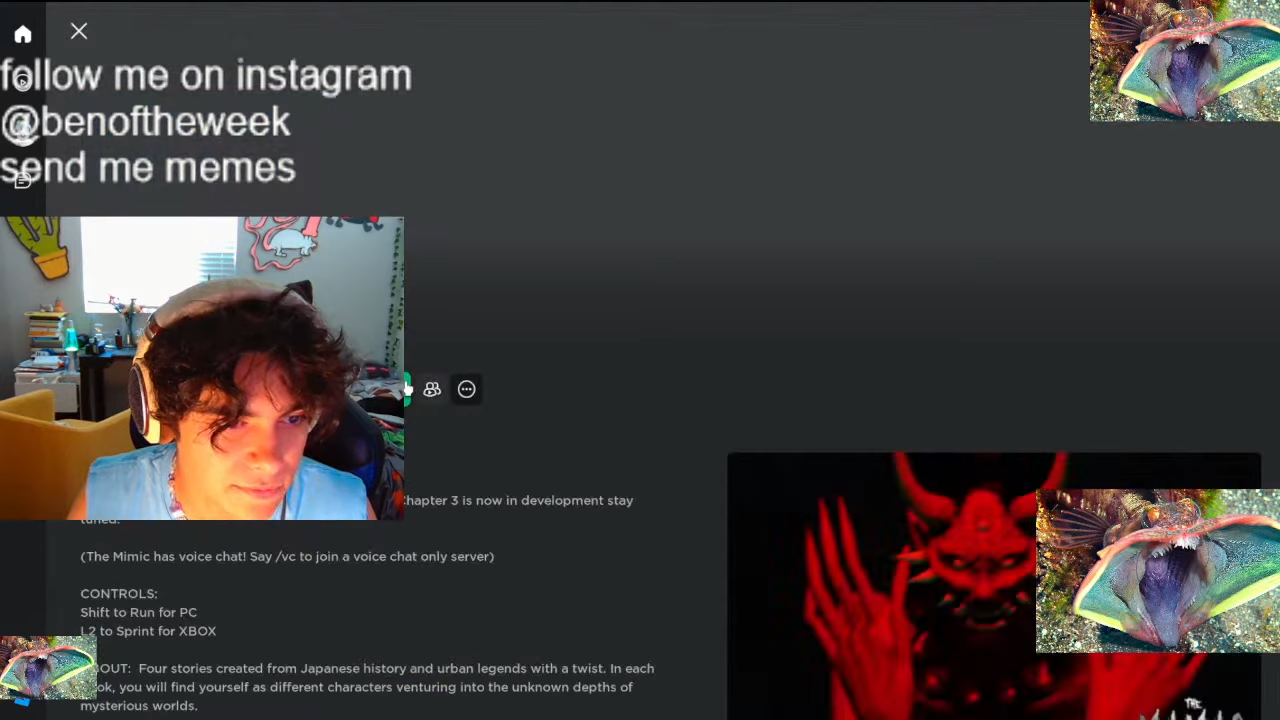 follow me on instagram
@benoftheweek
send me memes
Chapter 3 is now in development stay
tuned.
(The Mimic has voice chat! Say /vc to join a voice chat only server)
CONTROLS:
Shift to Run for PC
L2 to Sprint for XBOX
OUT: Four stories created from Japanese history and urban legends with a twist. In each
ok, you will find yourself as different characters venturing into the unknown depths of
mysterious worlds.
THE